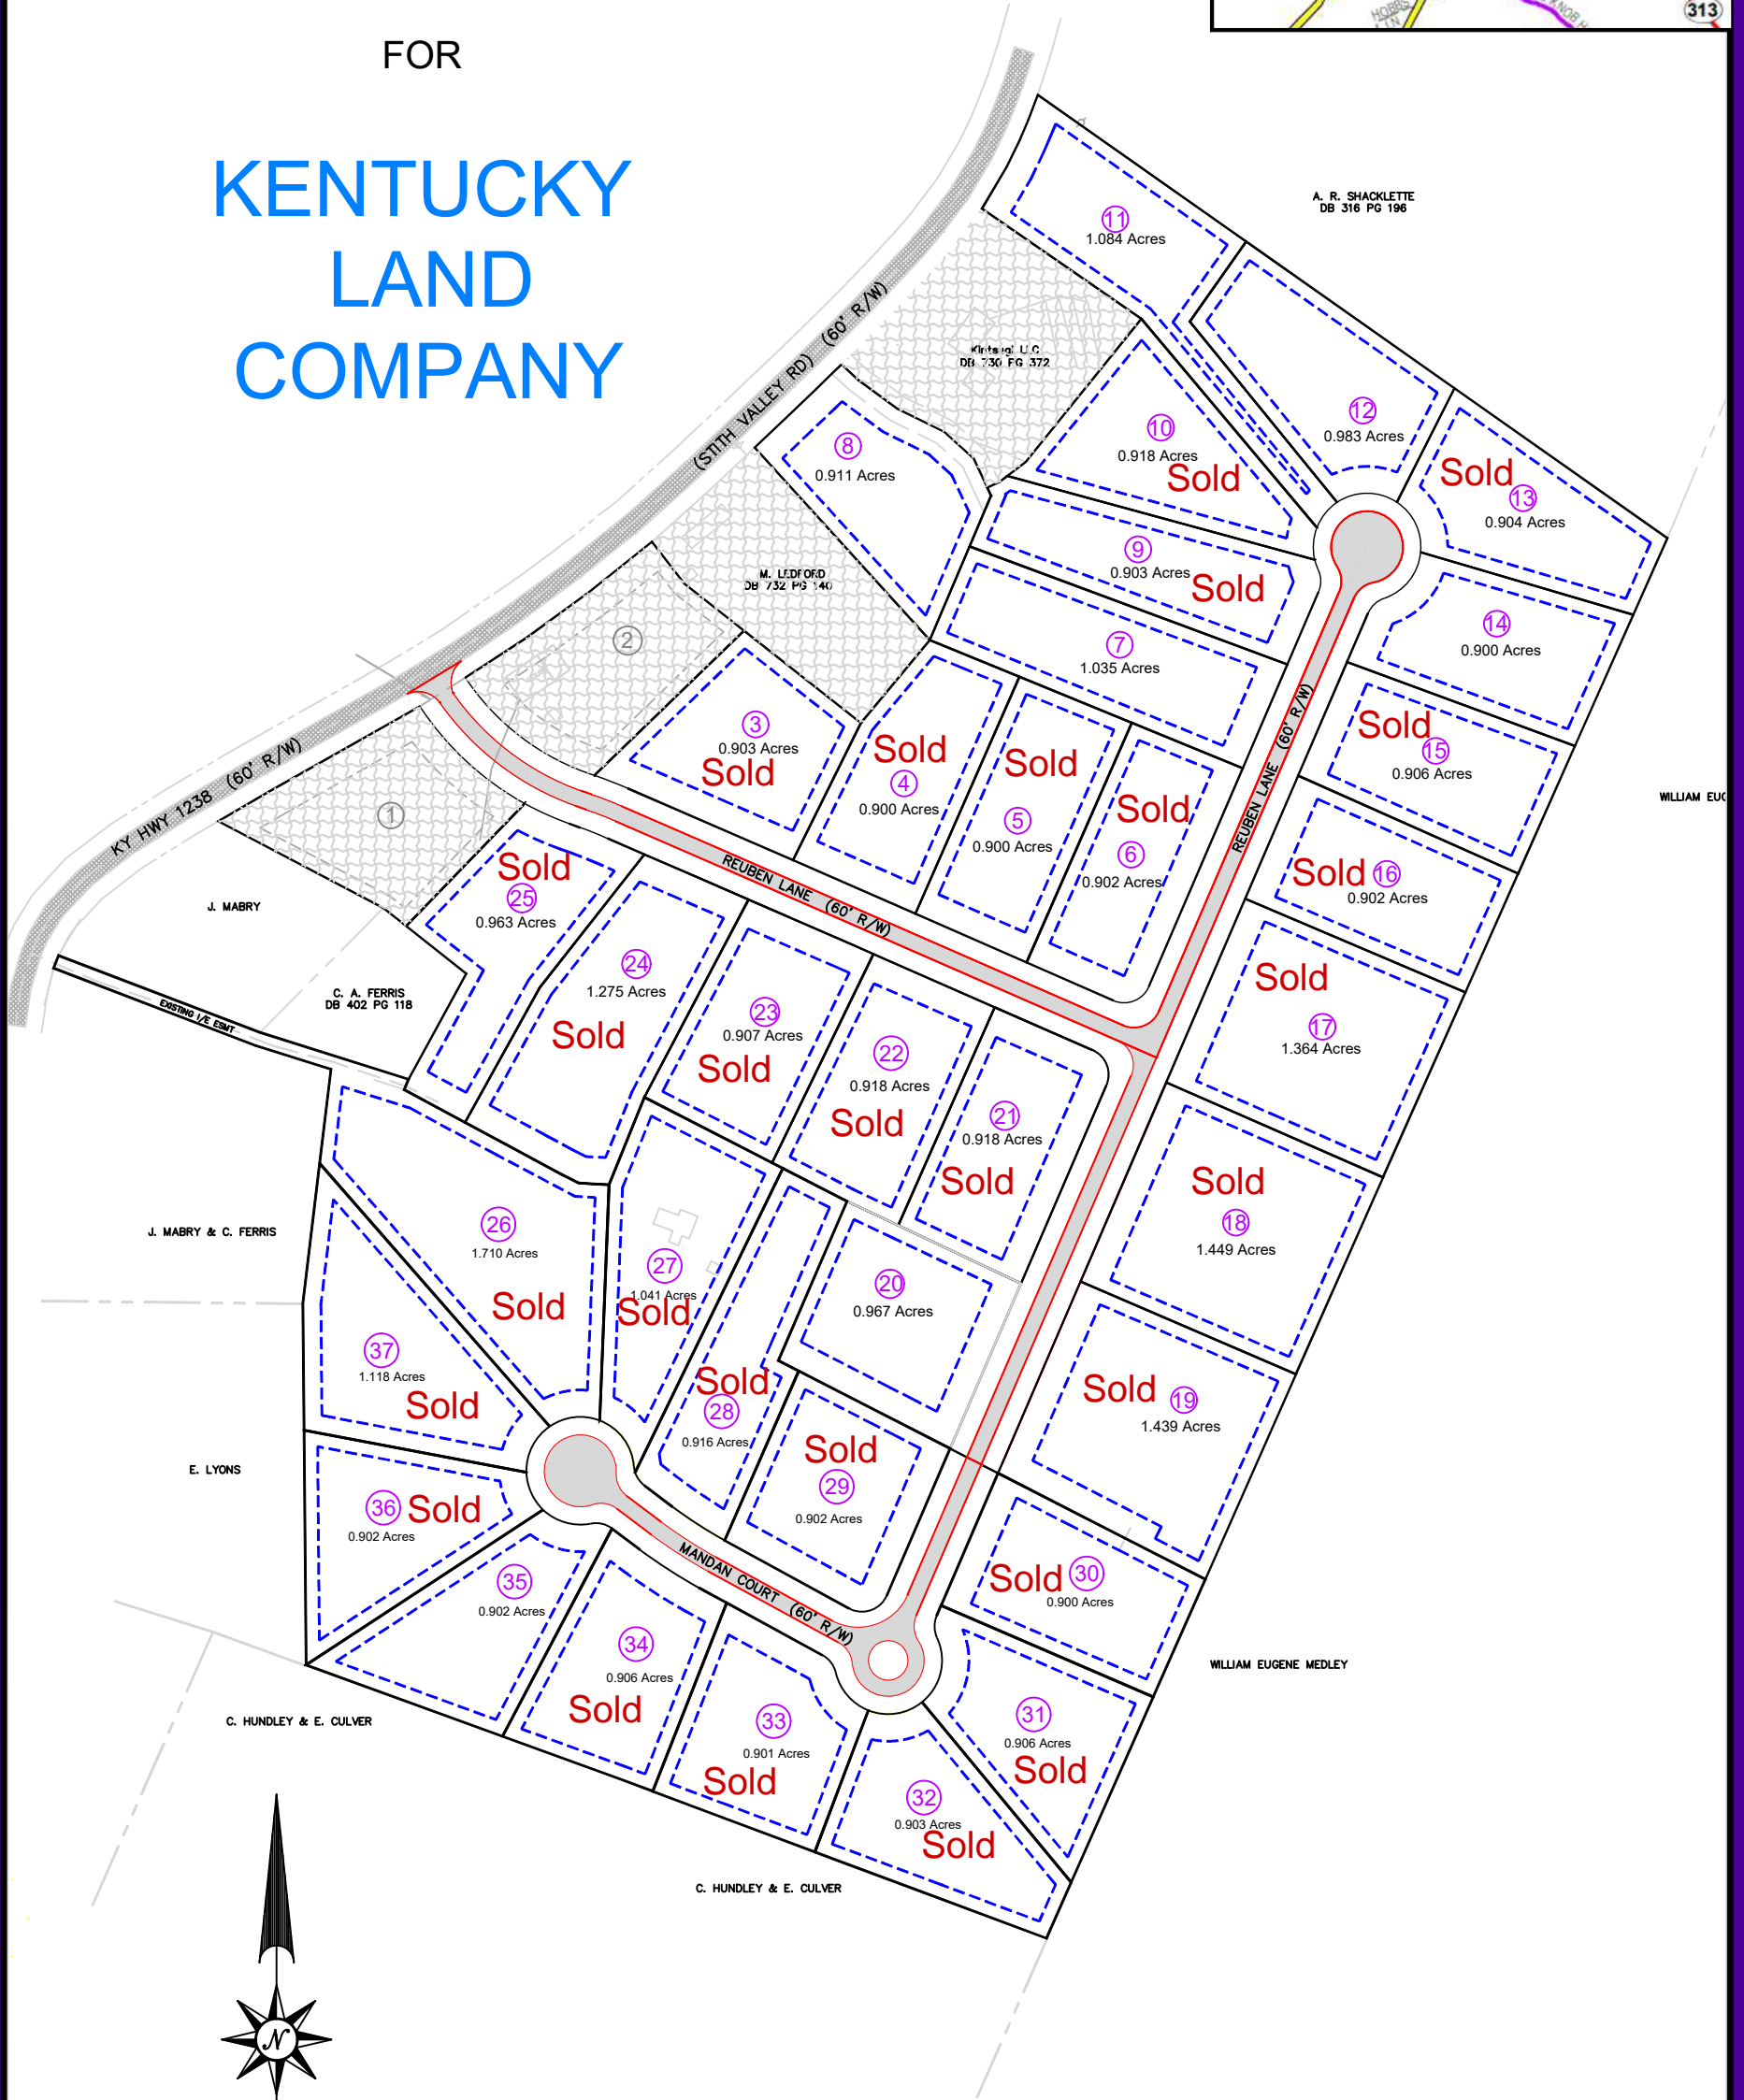 FOR
KENTUCKY
LAND
COMPANY
313
HOBBS
LN
KNOB
A. R. SHACKLETTE
DB 316 PG 196
11
1.084 Acres
12
0.983 Acres
Sold
13
0.904 Acres
DB 730 PG 372
10
0.918 Acres
Sold
8
0.911 Acres
(STITH VALLEY RD) (60' R/W)
9
0.903 Acres
Sold
M. LEDFORD
DB 732 PG 140
14
0.900 Acres
7
1.035 Acres
2
3
0.903 Acres
Sold
Sold
4
0.900 Acres
Sold
5
0.900 Acres
Sold
6
0.902 Acres
REUBEN LANE (60' R/W)
Sold
15
0.906 Acres
WILLIAM EUG
KY HWY 1238 (60' R/W)
1
Sold
16
0.902 Acres
REUBEN LANE (60' R/W)
J. MABRY
Sold
25
0.963 Acres
C. A. FERRIS
DB 402 PG 118
EXISTING I/E ESMT
24
1.275 Acres
Sold
23
0.907 Acres
Sold
22
0.918 Acres
Sold
21
0.918 Acres
Sold
Sold
17
1.364 Acres
Sold
18
1.449 Acres
J. MABRY & C. FERRIS
26
1.710 Acres
Sold
27
1.041 Acres
Sold
20
0.967 Acres
37
1.118 Acres
Sold
Sold
28
0.916 Acres
Sold
19
1.439 Acres
Sold
29
0.902 Acres
E. LYONS
36
Sold
0.902 Acres
35
0.902 Acres
MANDAN COURT (60' R/W)
Sold
30
0.900 Acres
34
0.906 Acres
Sold
33
0.901 Acres
Sold
31
0.906 Acres
Sold
32
0.903 Acres
Sold
WILLIAM EUGENE MEDLEY
C. HUNDLEY & E. CULVER
C. HUNDLEY & E. CULVER
N